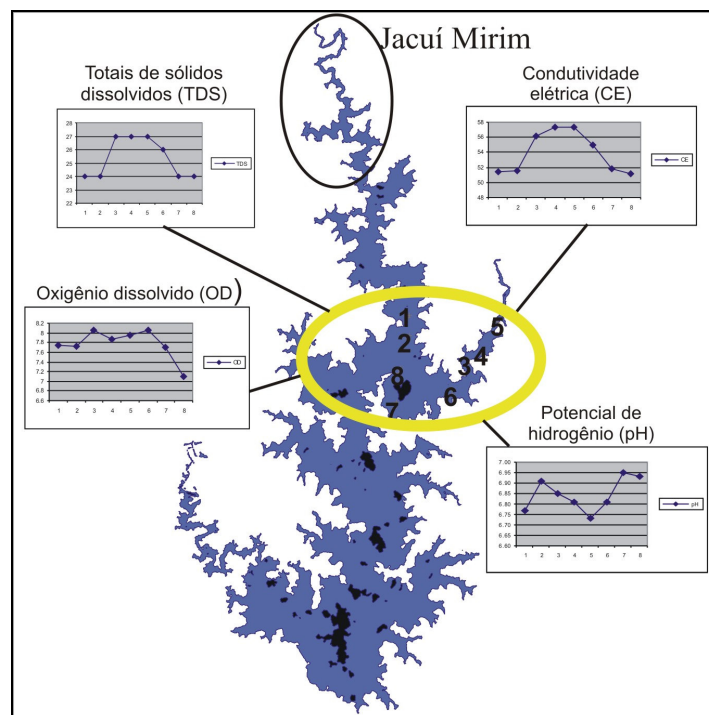 Jacuí Mirim
Totais de sólidos
dissolvidos (TDS)
28
27
26
25
24
23
22
1 2 3 4 5 6 7 8
TDS
Condutividade
elétrica (CE)
58
56
54
52
50
48
1 2 3 4 5 6 7 8
CE
Oxigênio dissolvido (OD)
8.2
8
7.8
7.6
7.4
7.2
7
6.8
6.6
1 2 3 4 5 6 7 8
OD
1
2
3
4
5
6
7
8
Potencial de
hidrogênio (pH)
7.00
6.95
6.90
6.85
6.80
6.75
6.70
6.65
6.60
1 2 3 4 5 6 7 8
pH